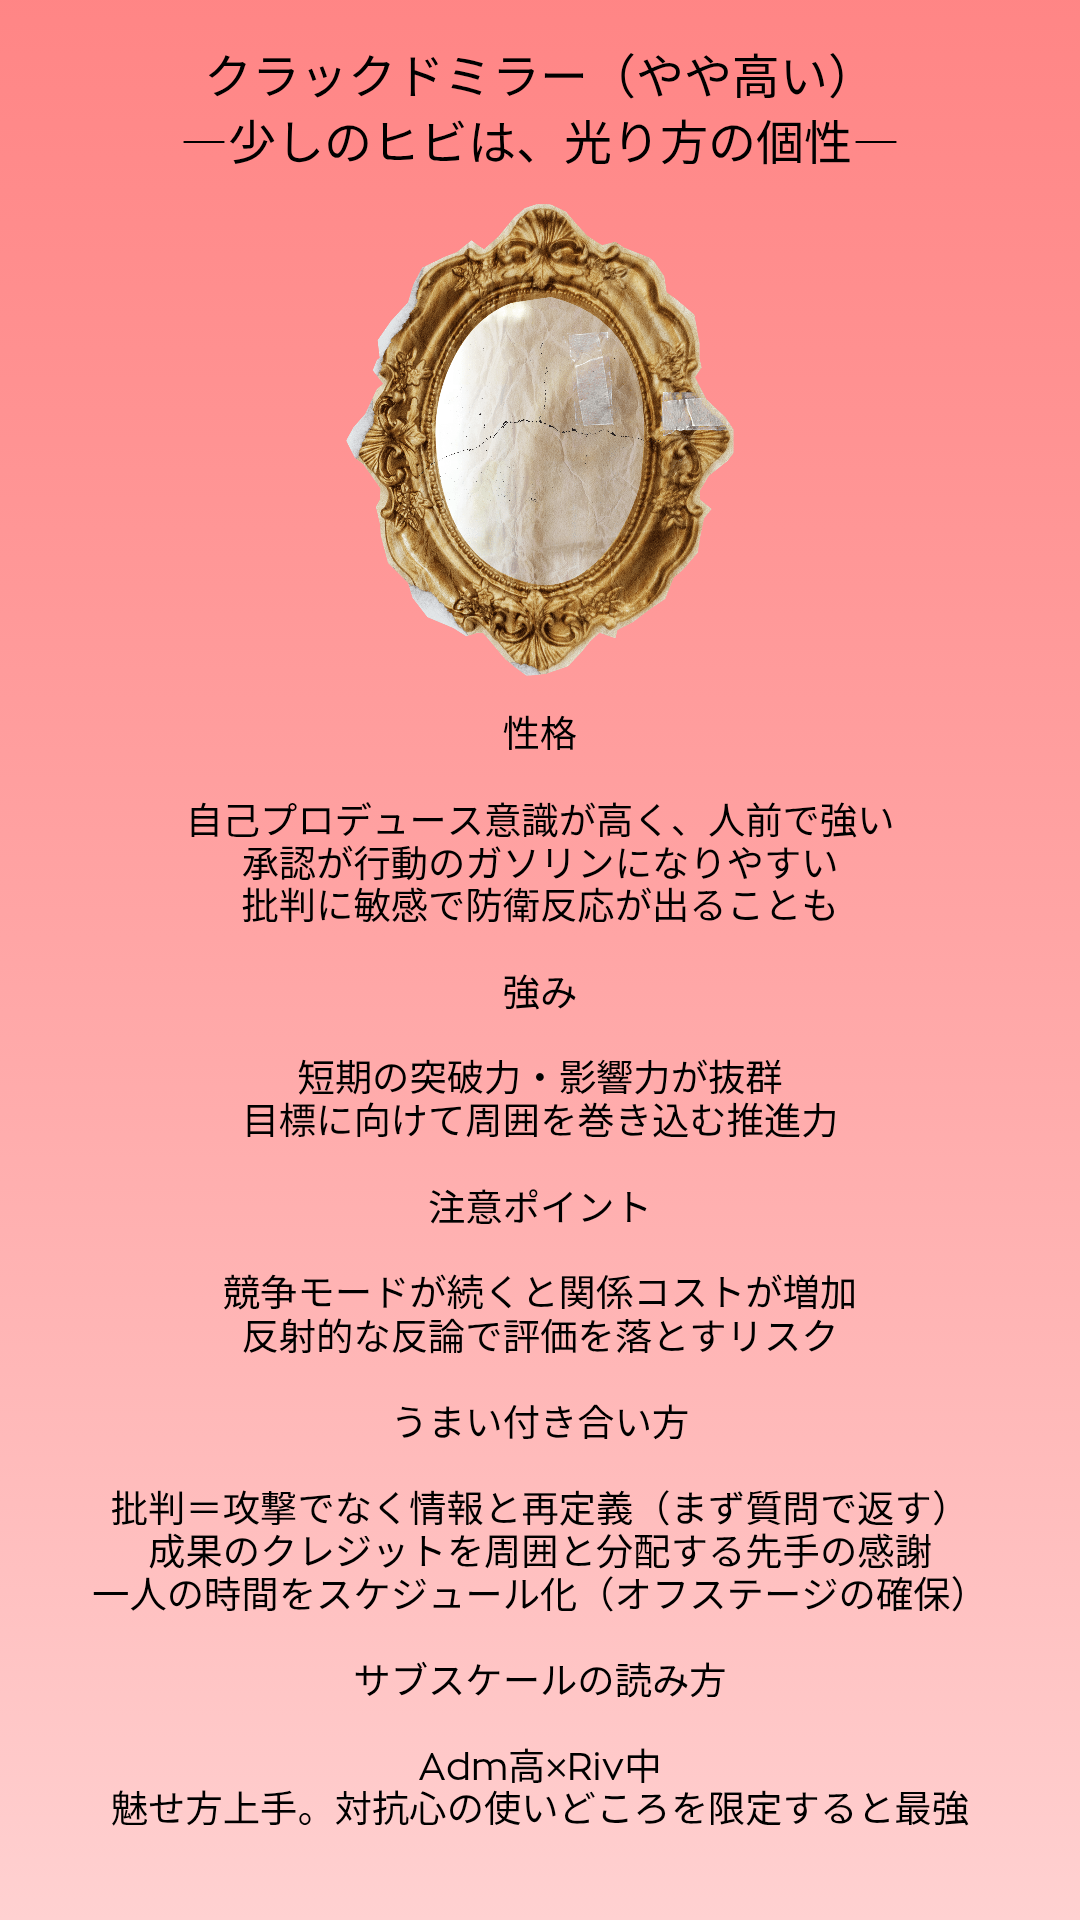 クラックドミラー（やや高い）
―少しのヒビは、光り方の個性―
性格
自己プロデュース意識が高く、人前で強い
承認が行動のガソリンになりやすい
批判に敏感で防衛反応が出ることも
強み
短期の突破力・影響力が抜群
目標に向けて周囲を巻き込む推進力
注意ポイント
競争モードが続くと関係コストが増加
反射的な反論で評価を落とすリスク
うまい付き合い方
批判＝攻撃でなく情報と再定義（まず質問で返す）
成果のクレジットを周囲と分配する先手の感謝
一人の時間をスケジュール化（オフステージの確保）
サブスケールの読み方
Adm高×Riv中
魅せ方上手。対抗心の使いどころを限定すると最強